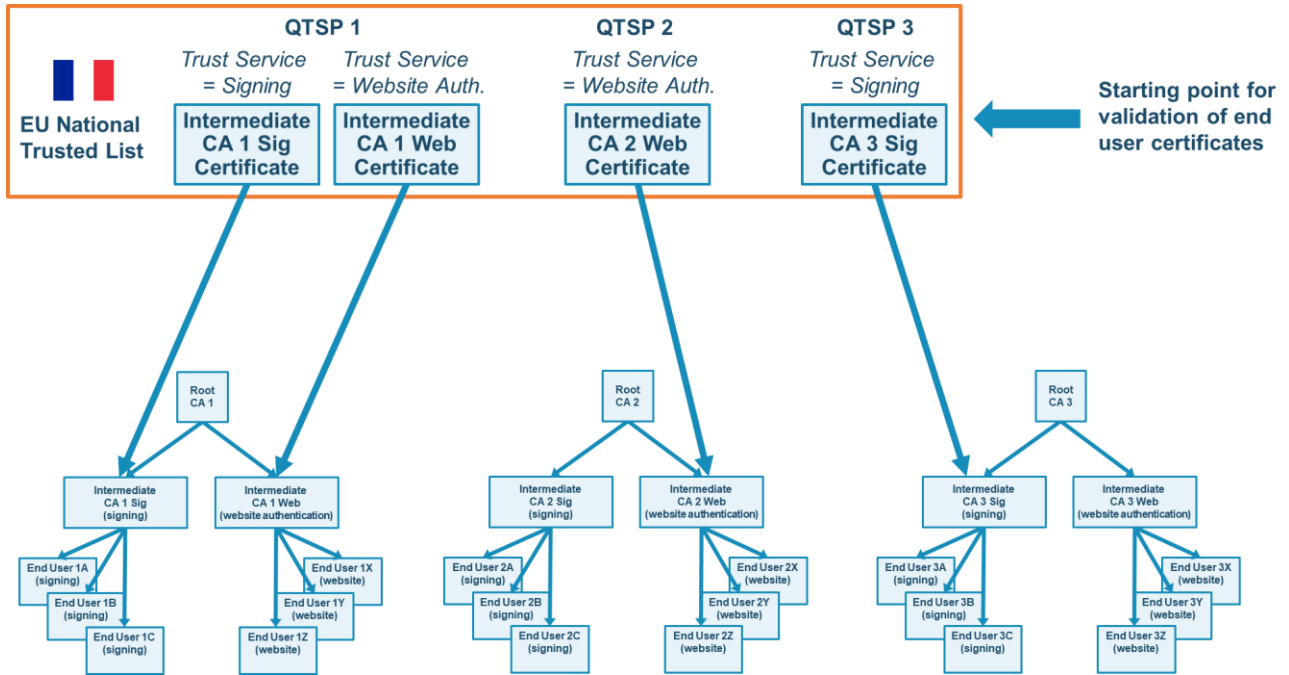 QTSP 1
QTSP 2
QTSP 3
Trust Service
= Signing
Trust Service
= Website Auth.
Trust Service
= Website Auth.
Trust Service
= Signing
EU National
Trusted List
Intermediate
CA 1 Sig
Certificate
Intermediate
CA 1 Web
Certificate
Intermediate
CA 2 Web
Certificate
Intermediate
CA 3 Sig
Certificate
Starting point for
validation of end
user certificates
Root
CA 1
Root
CA 2
Root
CA 3
Intermediate
CA 1 Sig
(signing)
Intermediate
CA 1 Web
(website authentication)
Intermediate
CA 2 Sig
(signing)
Intermediate
CA 2 Web
(website authentication)
Intermediate
CA 3 Sig
(signing)
Intermediate
CA 3 Web
(website authentication)
End User 1A
(signing)
End User 1B
(signing)
End User 1C
(signing)
End User 1X
(website)
End User 1Y
(website)
End User 1Z
(website)
End User 2A
(signing)
End User 2B
(signing)
End User 2C
(signing)
End User 2X
(website)
End User 2Y
(website)
End User 2Z
(website)
End User 3A
(signing)
End User 3B
(signing)
End User 3C
(signing)
End User 3X
(website)
End User 3Y
(website)
End User 3Z
(website)